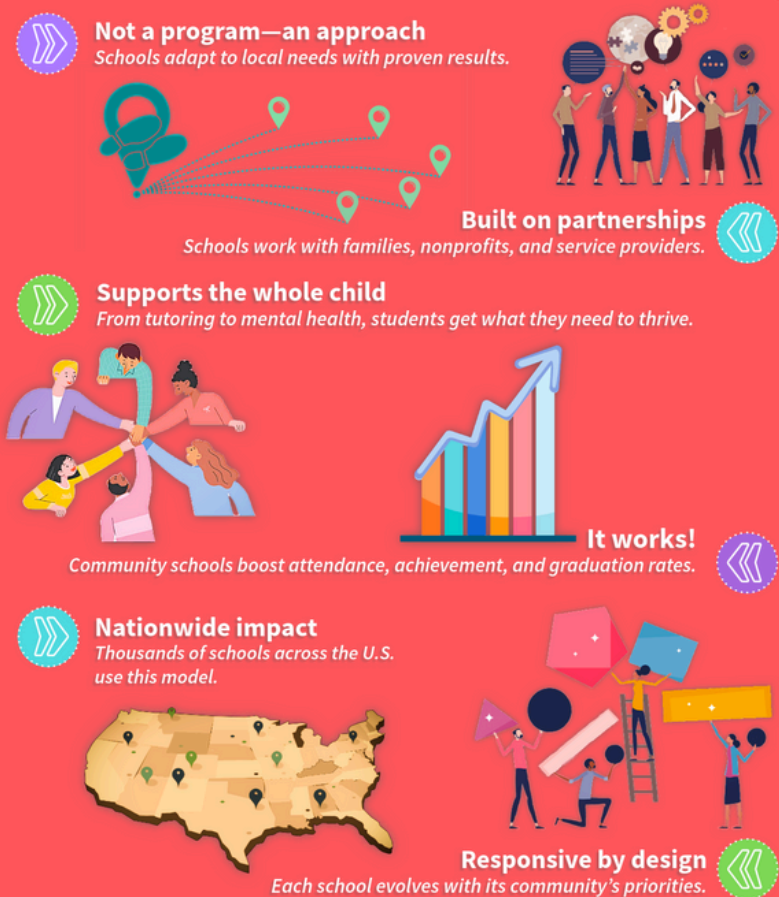 Not a program—an approach
Schools adapt to local needs with proven results.
Built on partnerships
Schools work with families, nonprofits, and service providers.
Supports the whole child
From tutoring to mental health, students get what they need to thrive.
It works!
Community schools boost attendance, achievement, and graduation rates.
Nationwide impact
Thousands of schools across the U.S.
use this model.
Responsive by design
Each school evolves with its community’s priorities.